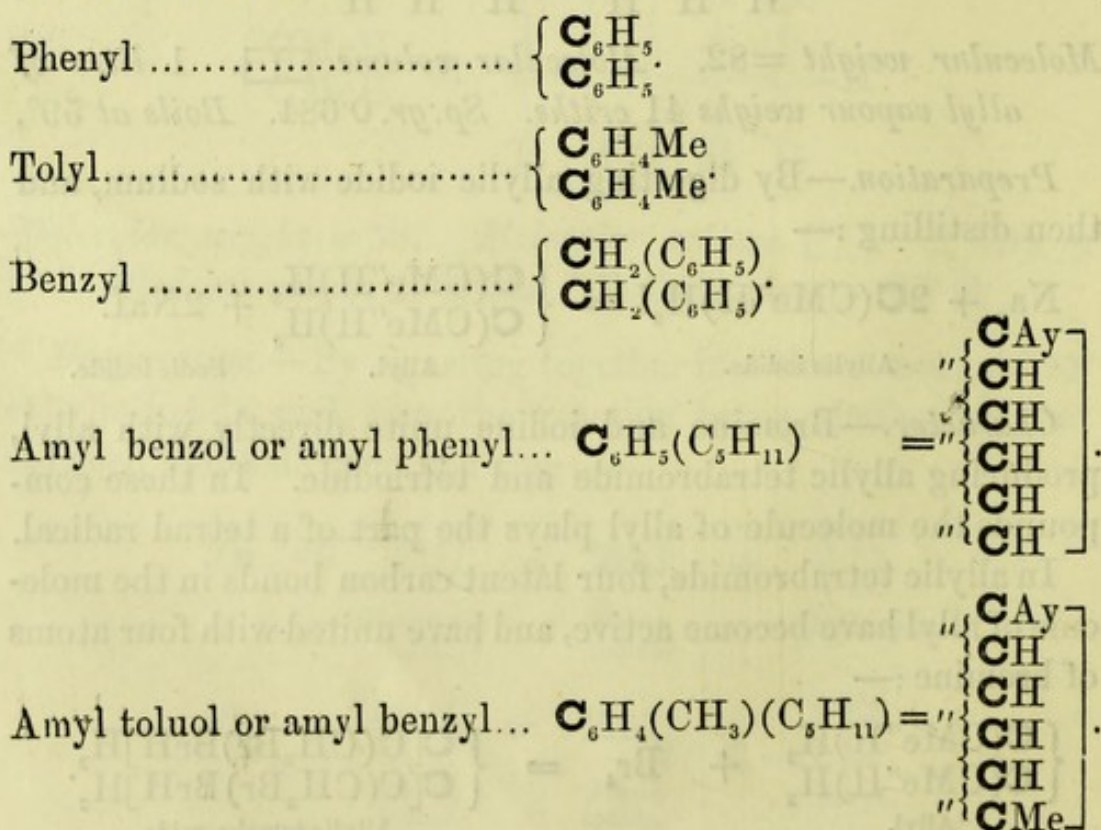 Phenyl ........................ { C₆H₅
C₆H₅.
Tolyl............................ { C₆H₄Me
C₆H₄Me.
Benzyl ........................ { CH₂(C₆H₅)
CH₂(C₆H₅).
CAy
"{ CH
CH
Amyl benzol or amyl phenyl... C₆H₅(C₅H₁₁) ="{ CH .
CH
"{ CH
CAy
"{ CH
CH
Amyl toluol or amyl benzyl... C₆H₄(CH₃)(C₅H₁₁)="{ CH .
CH
"{ CMe